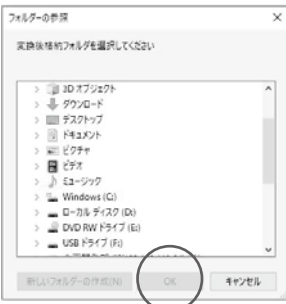 フォルダーの参照
変換後格納フォルダを選択してください
3D オブジェクト
ダウンロード
デスクトップ
ドキュメント
ピクチャ
ビデオ
ミュージック
Windows (C:)
ローカル ディスク (D:)
DVD RW ドライブ (E:)
USB ドライブ (F:)
新しいフォルダーの作成(N)
OK
キャンセル